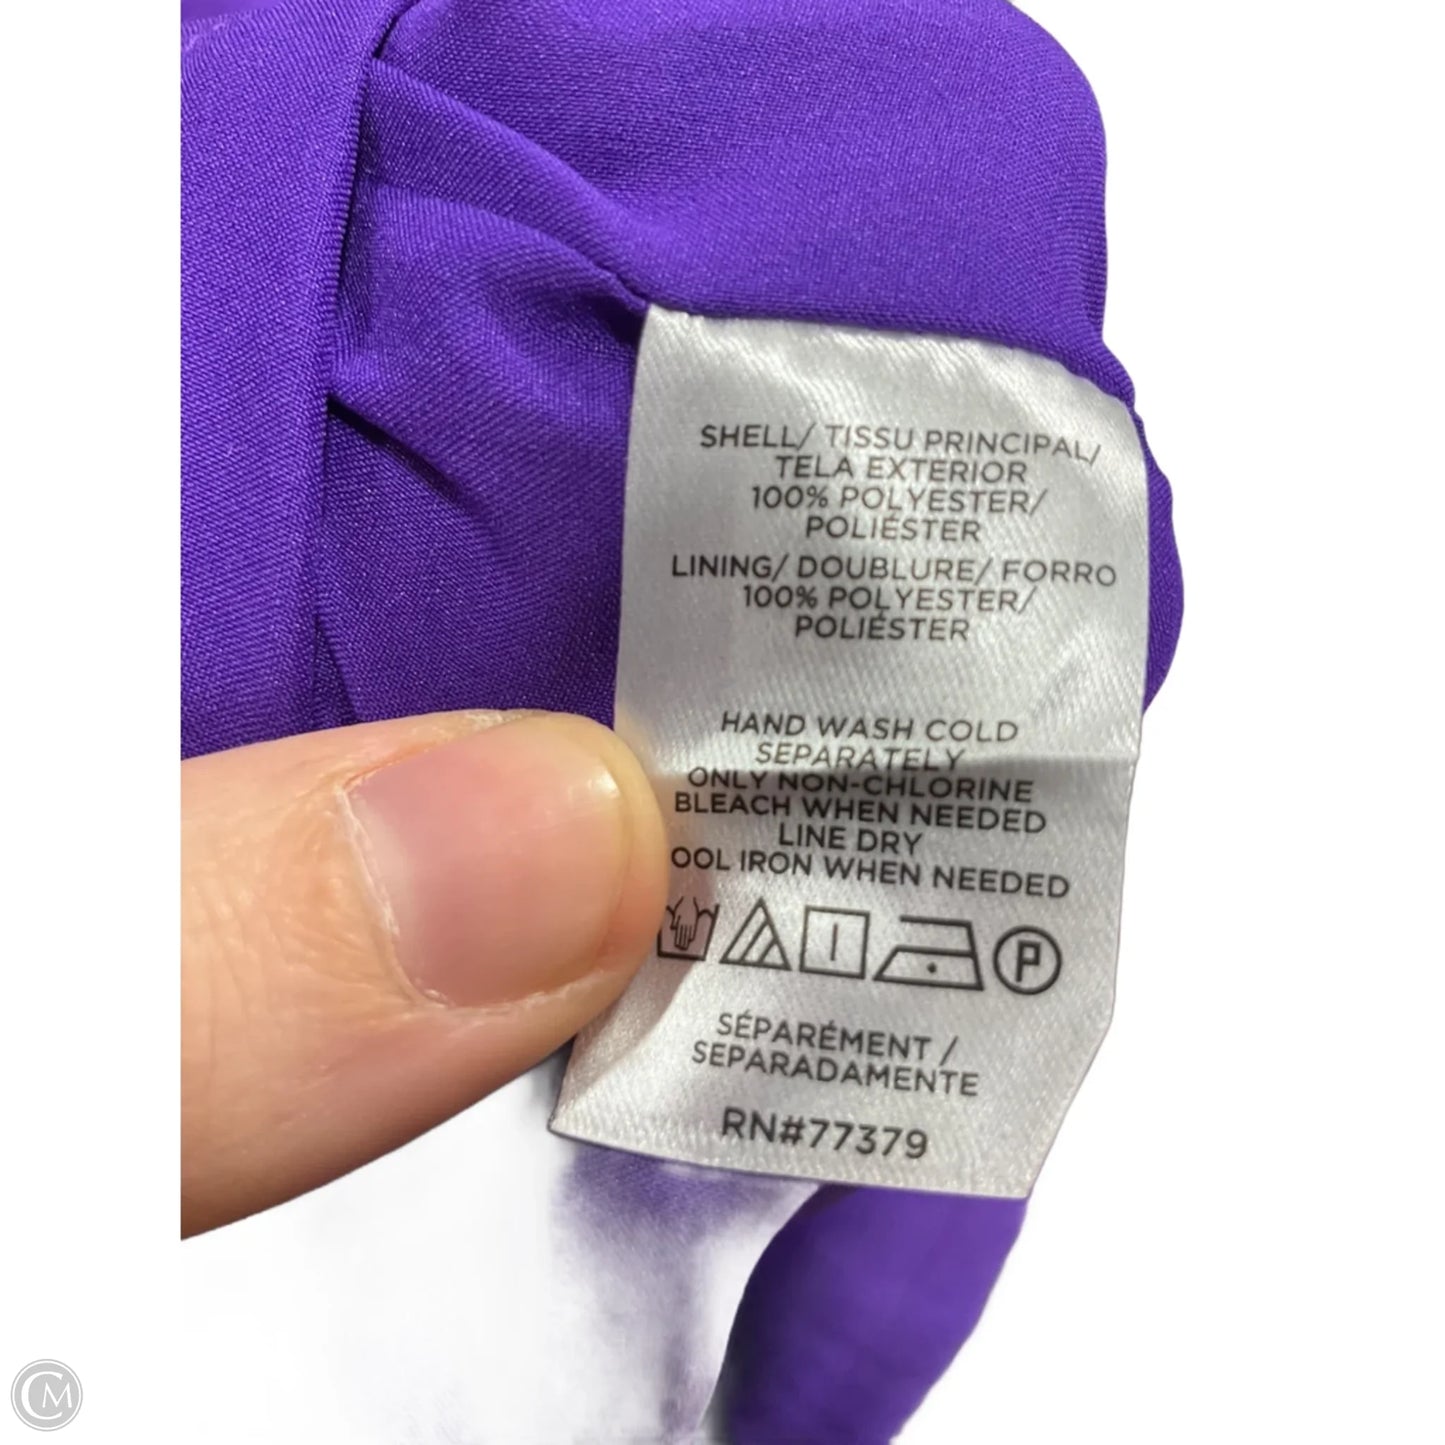 SHELL/ TISSU PRINCIPAL/
TELA EXTERIOR
100% POLYESTER/
POLIÉSTER
LINING/ DOUBLURE/ FORRO
100% POLYESTER/
POLIÉSTER
HAND WASH COLD
SEPARATELY
ONLY NON-CHLORINE
BLEACH WHEN NEEDED
LINE DRY
OOL IRON WHEN NEEDED
P
SÉPARÉMENT /
SEPARADAMENTE
RN#77379
CM